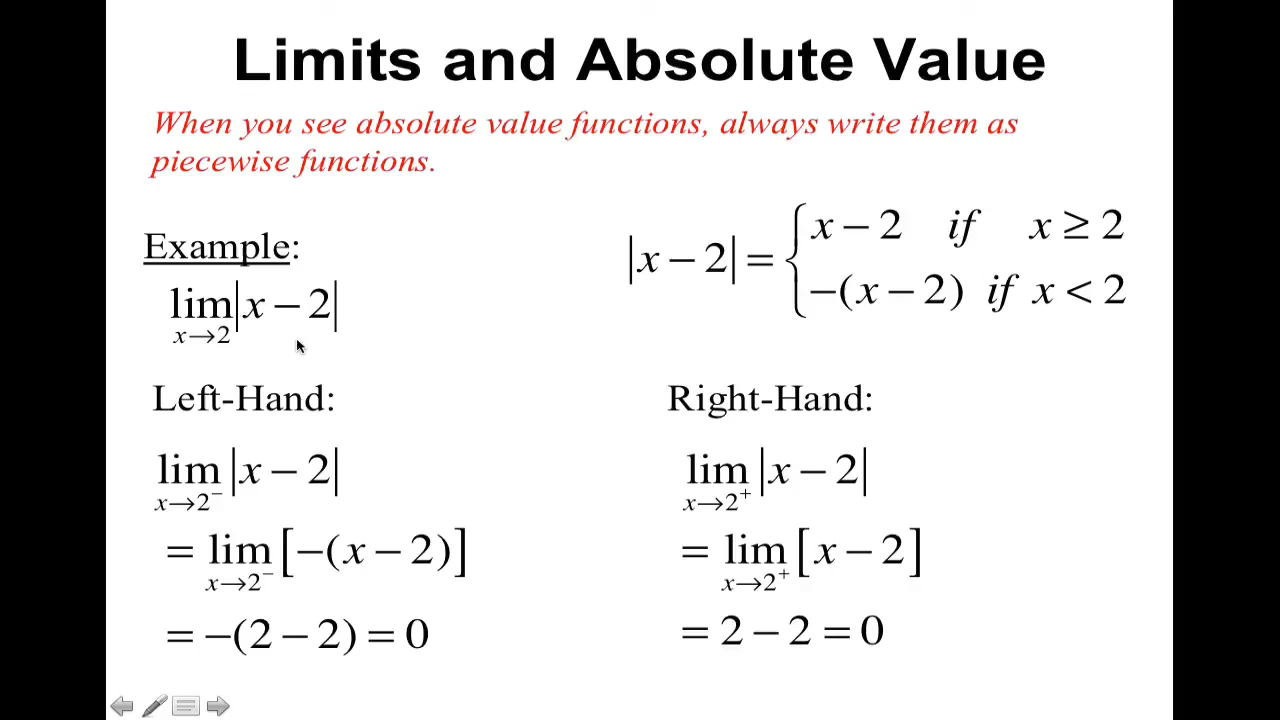 Limits and Absolute Value
When you see absolute value functions, always write them as
piecewise functions.
Example:
lim |x − 2|
x→2
|x − 2| = { x − 2 if x ≥ 2
−(x − 2) if x < 2
Left-Hand:
lim |x − 2|
x→2⁻
= lim [−(x − 2)]
x→2⁻
= −(2 − 2) = 0
Right-Hand:
lim |x − 2|
x→2⁺
= lim [x − 2]
x→2⁺
= 2 − 2 = 0